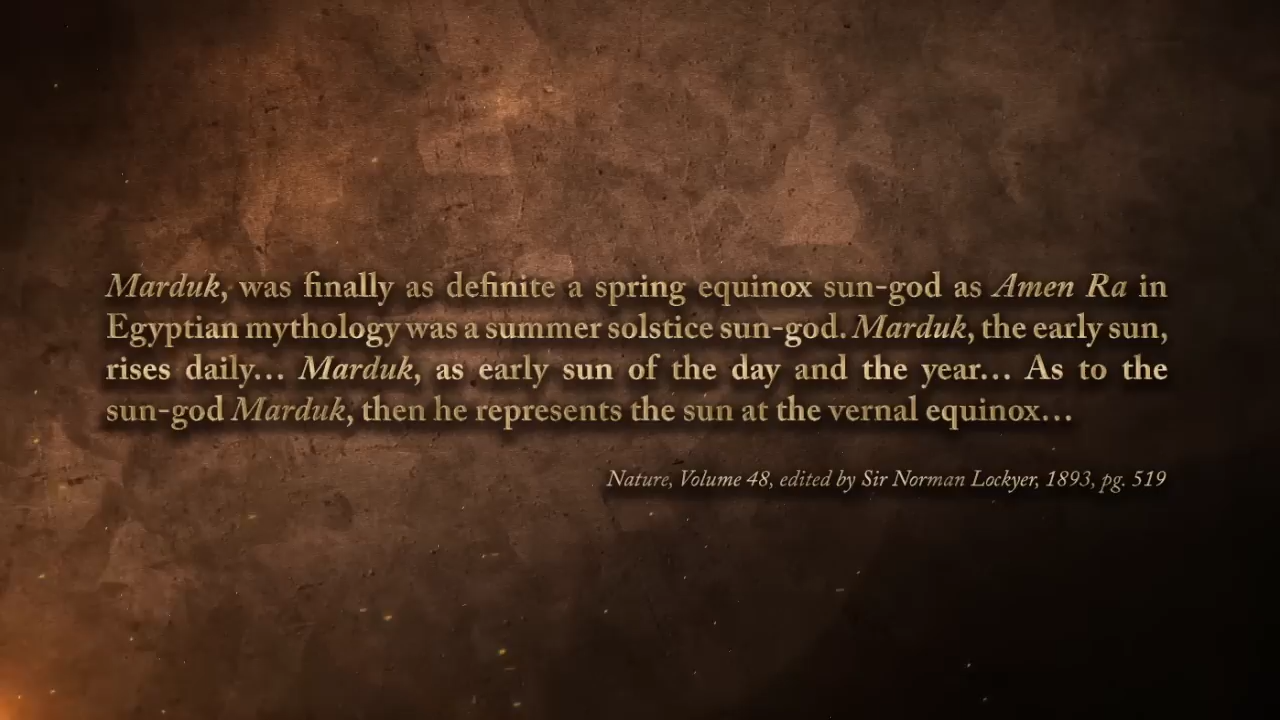 Marduk, was finally as definite a spring equinox sun-god as Amen Ra in
Egyptian mythology was a summer solstice sun-god. Marduk, the early sun,
rises daily… Marduk, as early sun of the day and the year… As to the
sun-god Marduk, then he represents the sun at the vernal equinox…
Nature, Volume 48, edited by Sir Norman Lockyer, 1893, pg. 519